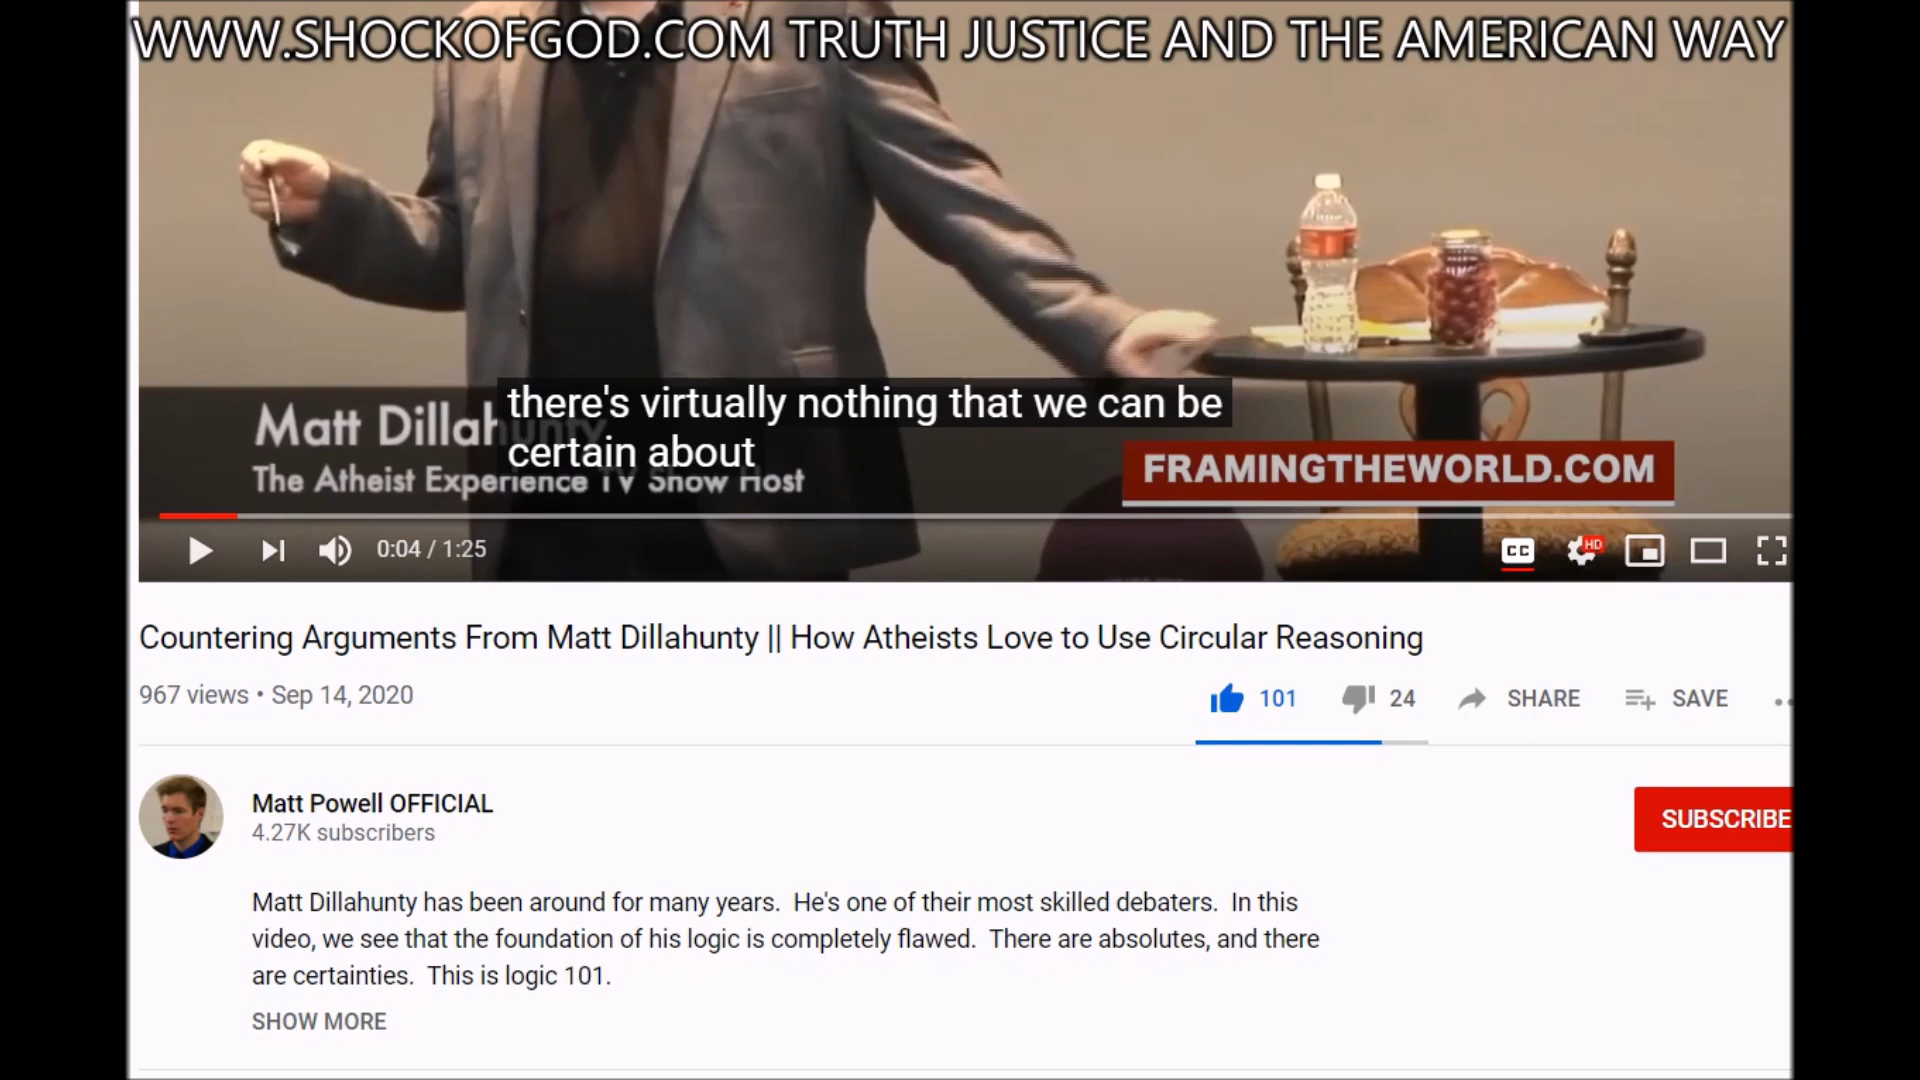 WWW.SHOCKOFGOD.COM TRUTH JUSTICE AND THE AMERICAN WAY
there's virtually nothing that we can be
certain about
Matt Dillahunty
The Atheist Experience TV Show Host
FRAMINGTHEWORLD.COM
0:04 / 1:25
CC
HD
Countering Arguments From Matt Dillahunty || How Atheists Love to Use Circular Reasoning
967 views • Sep 14, 2020
101
24
SHARE
SAVE
Matt Powell OFFICIAL
4.27K subscribers
SUBSCRIBE
Matt Dillahunty has been around for many years.  He's one of their most skilled debaters.  In this
video, we see that the foundation of his logic is completely flawed.  There are absolutes, and there
are certainties.  This is logic 101.
SHOW MORE